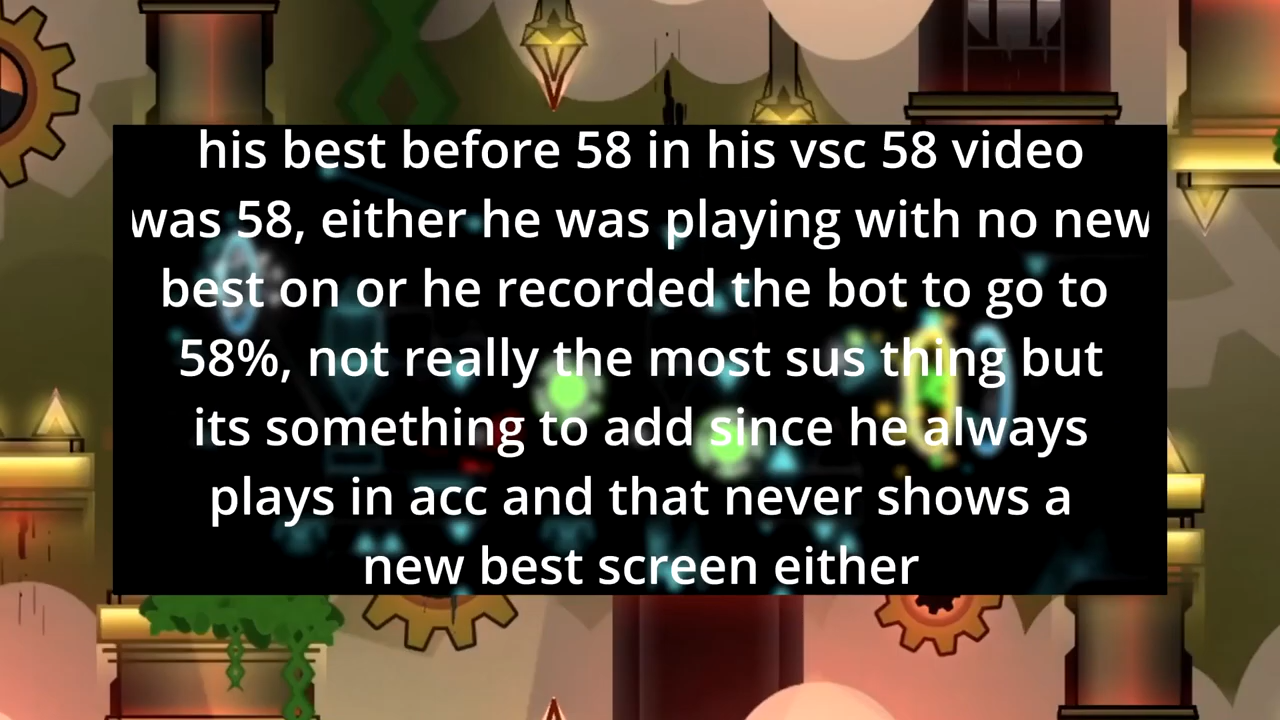 his best before 58 in his vsc 58 video
was 58, either he was playing with no new
best on or he recorded the bot to go to
58%, not really the most sus thing but
its something to add since he always
plays in acc and that never shows a
new best screen either